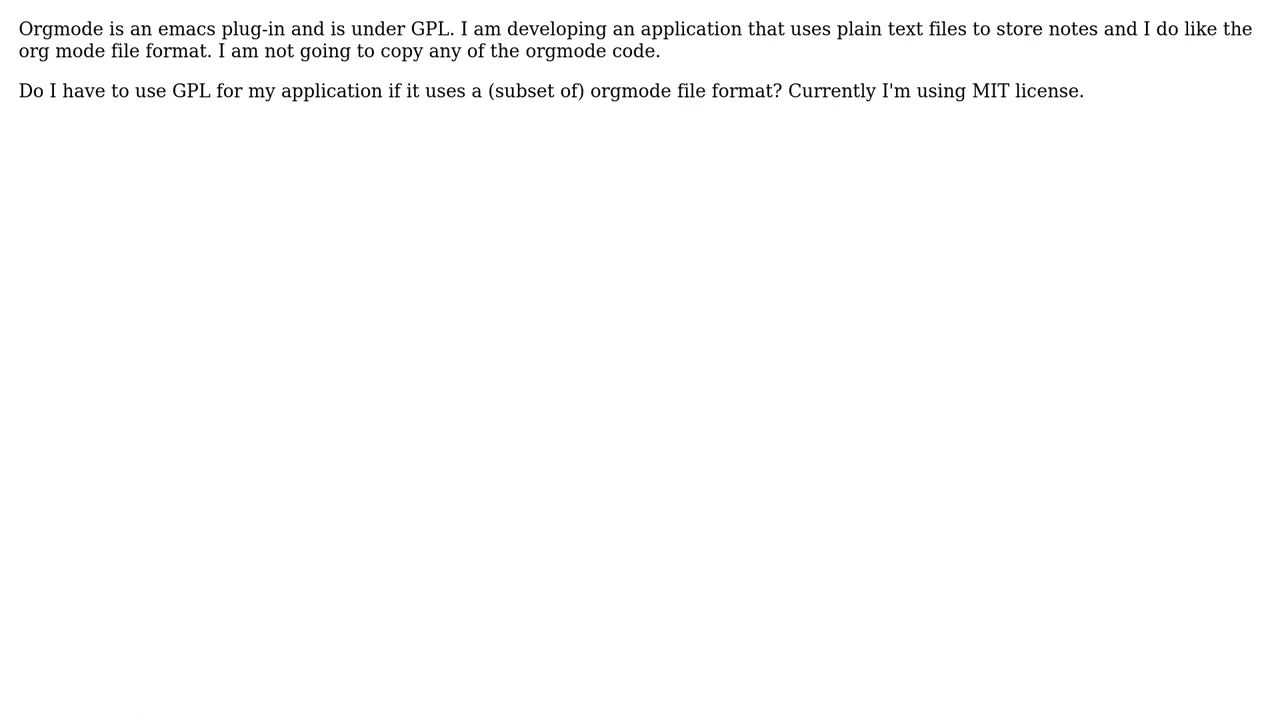 Orgmode is an emacs plug-in and is under GPL. I am developing an application that uses plain text files to store notes and I do like the
org mode file format. I am not going to copy any of the orgmode code.
Do I have to use GPL for my application if it uses a (subset of) orgmode file format? Currently I'm using MIT license.